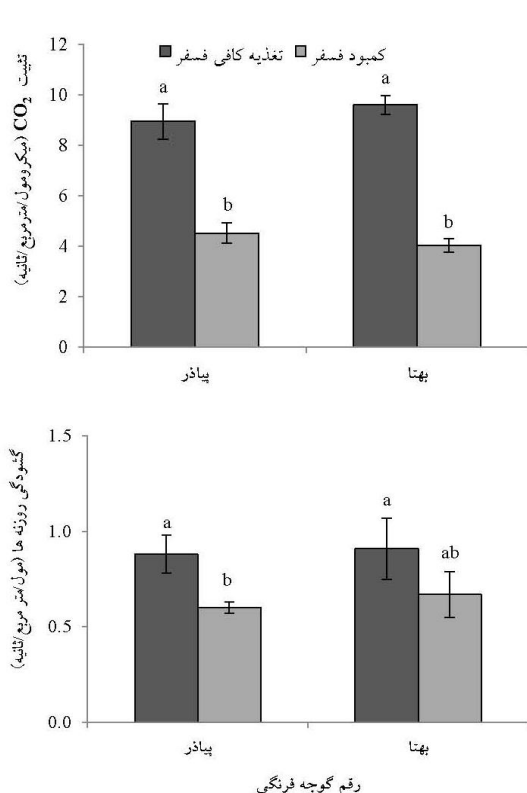 12
10
8
6
4
2
0
تثبیت CO2 (میکرومول/مترمربع/ثانیه)
تغذیه کافی فسفر کمبود فسفر
a
b
a
b
پیاذر
بهتا
1.5
1.0
0.5
0.0
گشودگی روزنه ها (مول/متر مربع/ثانیه)
a
b
a
ab
پیاذر
بهتا
رقم گوجه فرنگی